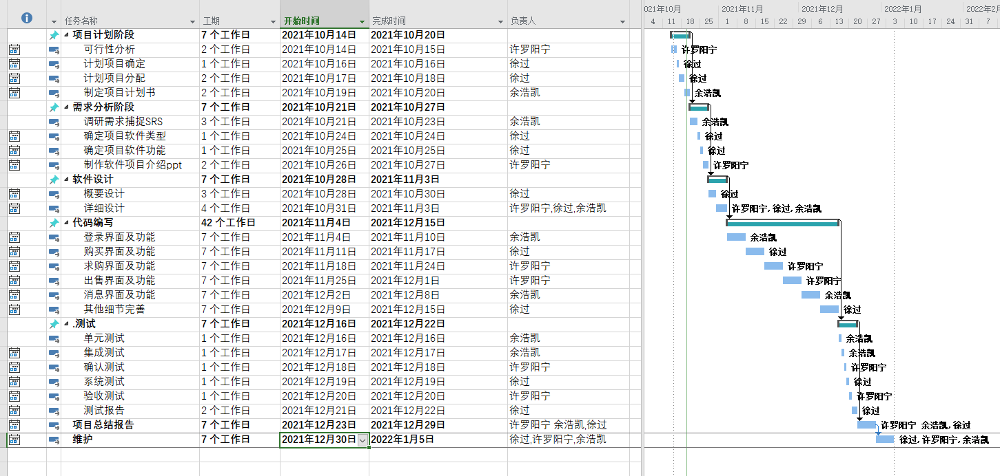 任务名称 工期 开始时间 完成时间 负责人 021年10月 2021年11月 2021年12月 2022年1月 2022年2月
4 11 18 25 1 8 15 22 29 6 13 20 27 3 10 17 24 31 7
项目计划阶段 7 个工作日 2021年10月14日 2021年10月20日
可行性分析 2 个工作日 2021年10月14日 2021年10月15日 许罗阳宁 许罗阳宁
计划项目确定 1 个工作日 2021年10月16日 2021年10月16日 徐过 徐过
计划项目分配 2 个工作日 2021年10月17日 2021年10月18日 徐过 徐过
制定项目计划书 2 个工作日 2021年10月19日 2021年10月20日 余浩凯 余浩凯
需求分析阶段 7 个工作日 2021年10月21日 2021年10月27日
调研需求捕捉SRS 3 个工作日 2021年10月21日 2021年10月23日 余浩凯 余浩凯
确定项目软件类型 1 个工作日 2021年10月24日 2021年10月24日 徐过 徐过
确定项目软件功能 1 个工作日 2021年10月25日 2021年10月25日 徐过 徐过
制作软件项目介绍ppt 2 个工作日 2021年10月26日 2021年10月27日 许罗阳宁 许罗阳宁
软件设计 7 个工作日 2021年10月28日 2021年11月3日
概要设计 3 个工作日 2021年10月28日 2021年10月30日 徐过 徐过
详细设计 4 个工作日 2021年10月31日 2021年11月3日 许罗阳宁,徐过,余浩凯 许罗阳宁,徐过,余浩凯
代码编写 42 个工作日 2021年11月4日 2021年12月15日
登录界面及功能 7 个工作日 2021年11月4日 2021年11月10日 余浩凯 余浩凯
购买界面及功能 7 个工作日 2021年11月11日 2021年11月17日 徐过 徐过
求购界面及功能 7 个工作日 2021年11月18日 2021年11月24日 许罗阳宁 许罗阳宁
出售界面及功能 7 个工作日 2021年11月25日 2021年12月1日 许罗阳宁 许罗阳宁
消息界面及功能 7 个工作日 2021年12月2日 2021年12月8日 余浩凯 余浩凯
其他细节完善 7 个工作日 2021年12月9日 2021年12月15日 徐过 徐过
.测试 7 个工作日 2021年12月16日 2021年12月22日
单元测试 1 个工作日 2021年12月16日 2021年12月16日 余浩凯 余浩凯
集成测试 1 个工作日 2021年12月17日 2021年12月17日 余浩凯 余浩凯
确认测试 1 个工作日 2021年12月18日 2021年12月18日 许罗阳宁 许罗阳宁
系统测试 1 个工作日 2021年12月19日 2021年12月19日 徐过 徐过
验收测试 1 个工作日 2021年12月20日 2021年12月20日 许罗阳宁 许罗阳宁
测试报告 2 个工作日 2021年12月21日 2021年12月22日 徐过 徐过
项目总结报告 7 个工作日 2021年12月23日 2021年12月29日 许罗阳宁 余浩凯,徐过 许罗阳宁 余浩凯,徐过
维护 7 个工作日 2021年12月30日 2022年1月5日 徐过,许罗阳宁,余浩凯 徐过,许罗阳宁,余浩凯